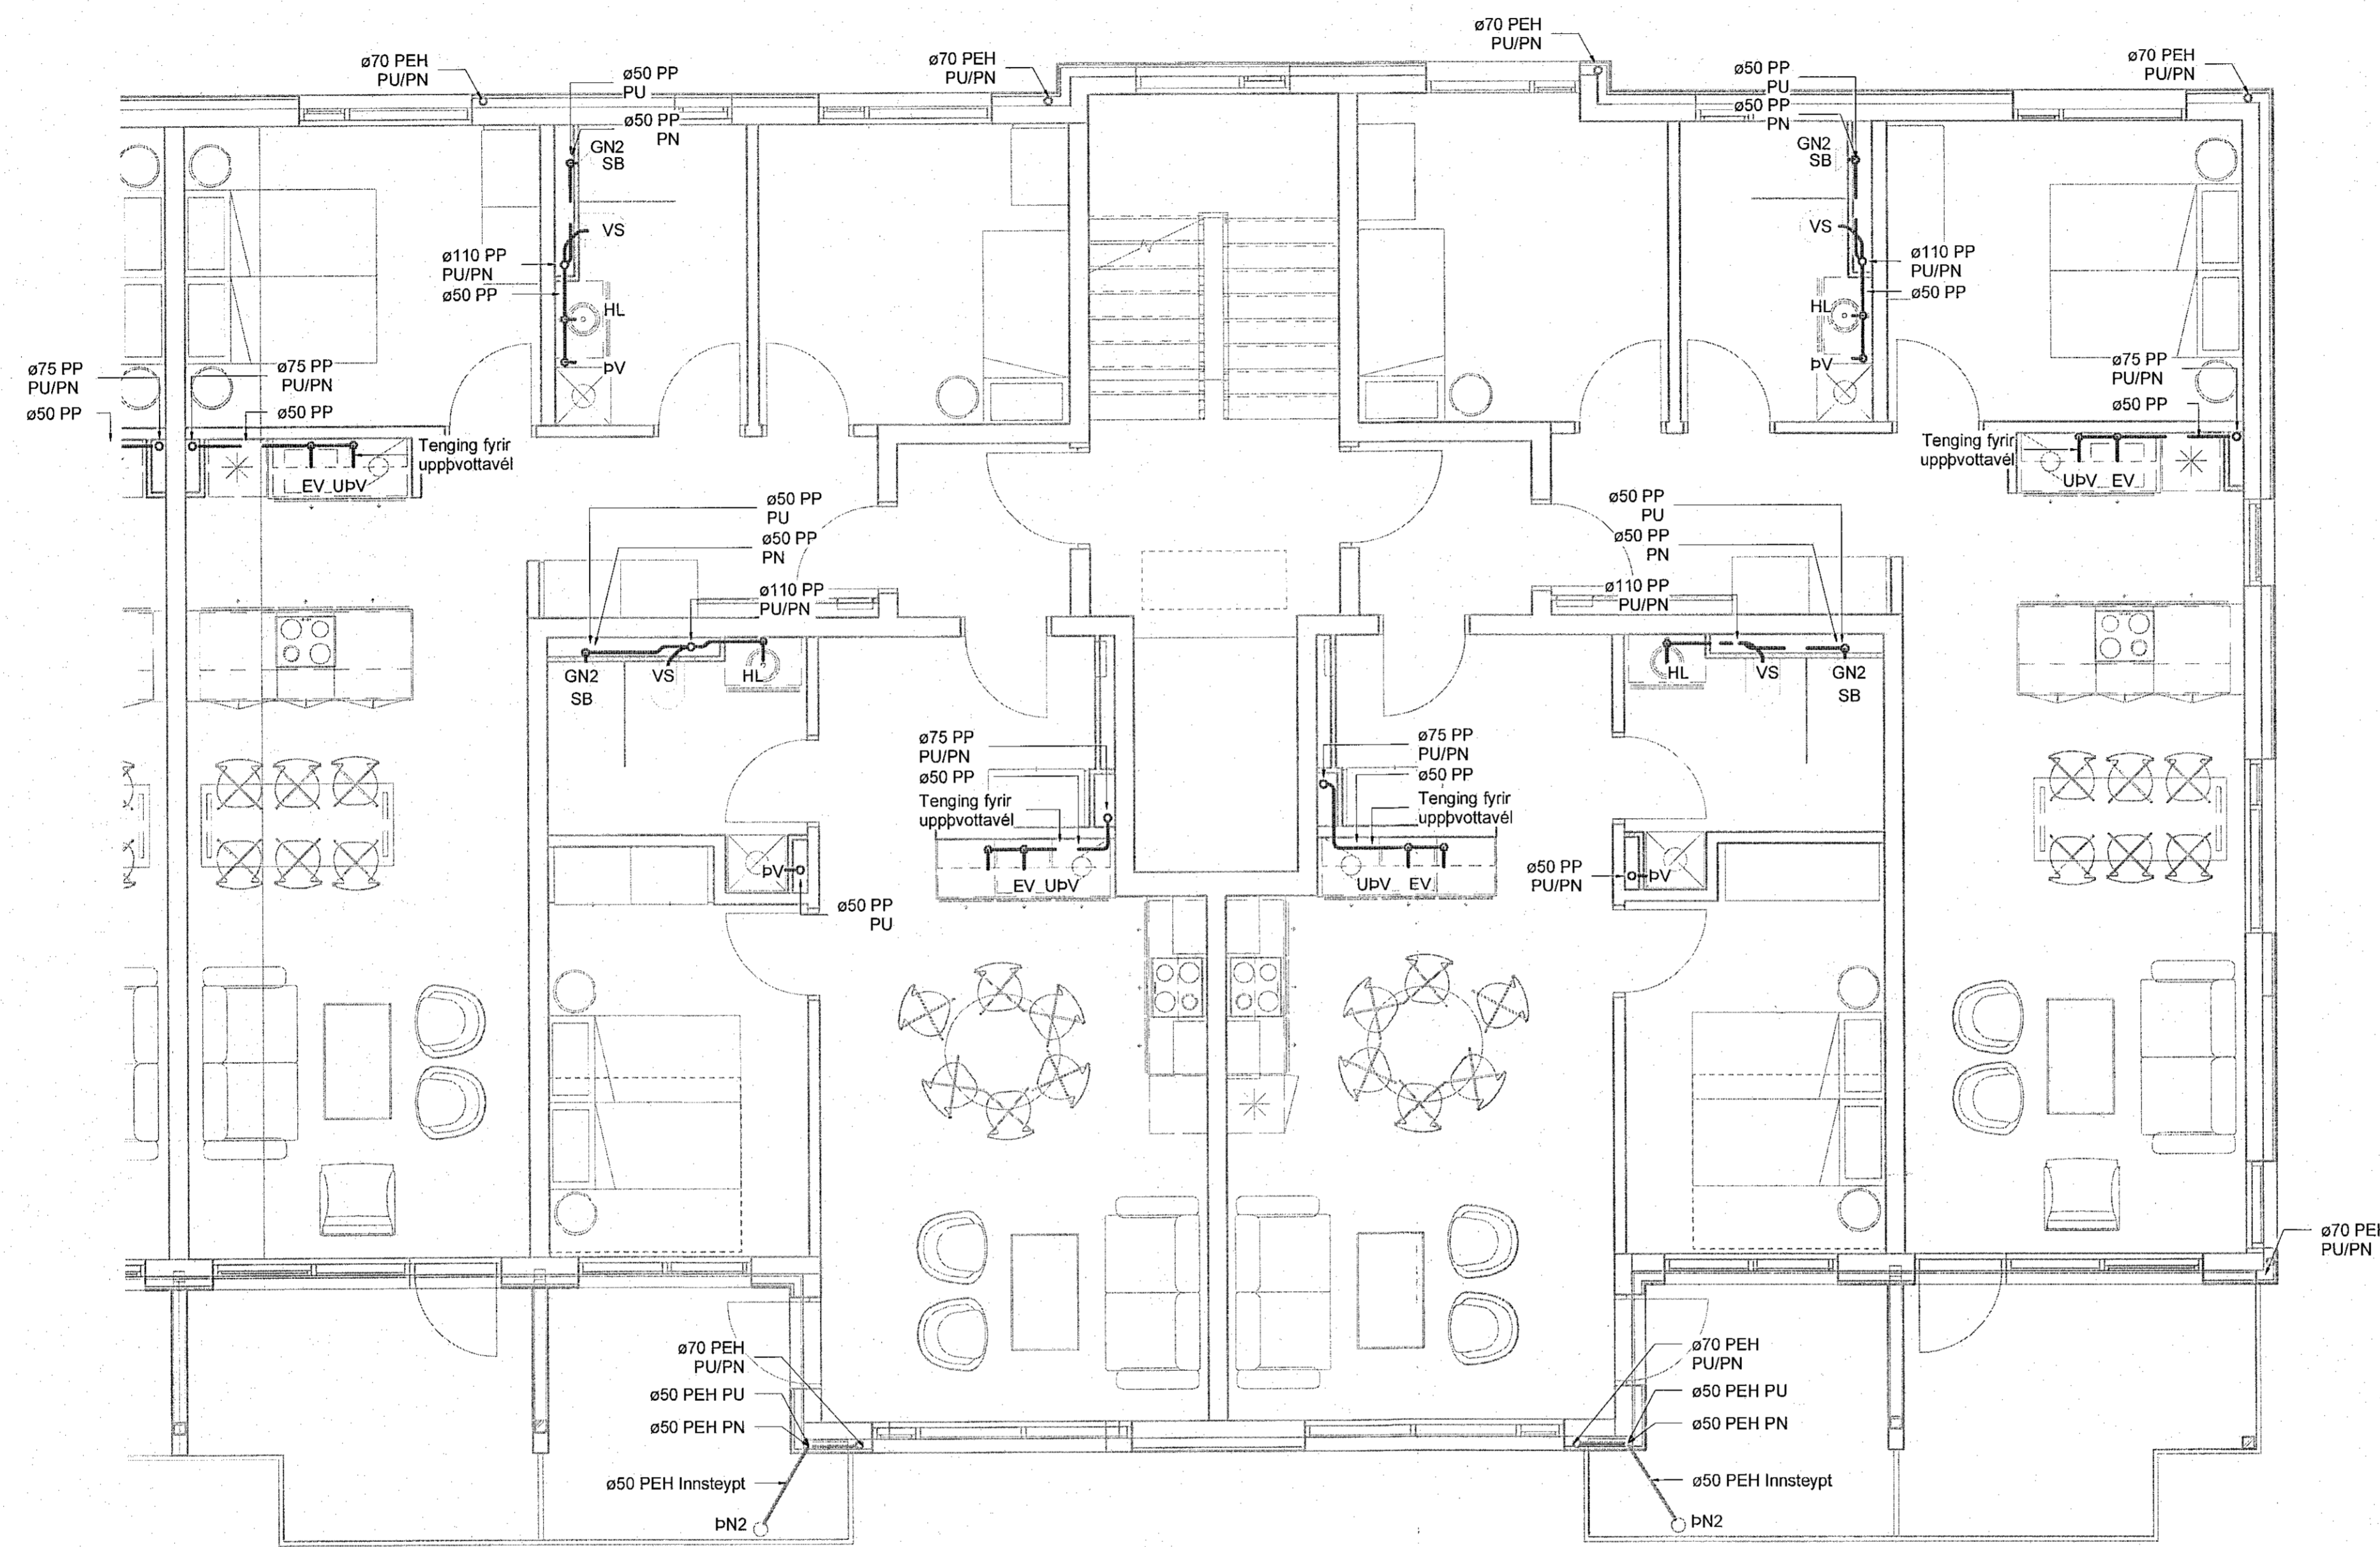 ø70 PEH
PU/PN
ø50 PP
PU
ø70 PEH
PU/PN
ø70 PEH
PU/PN
ø50 PP
PU
ø70 PEH
PU/PN
ø50 PP
PN
GN2
SB
ø50 PP
PN
GN2
SB
VS
ø110 PP
PU/PN
ø50 PP
HL
ÞV
VS
ø110 PP
PU/PN
ø50 PP
HL
ÞV
ø75 PP
PU/PN
ø50 PP
ø75 PP
PU/PN
ø50 PP
Tenging fyrir
uppþvottavél
EV UÞV
ø75 PP
PU/PN
ø50 PP
Tenging fyrir
uppþvottavél
UÞV EV
ø50 PP
PU
ø50 PP
PN
ø110 PP
PU/PN
GN2
SB
VS
HL
ø50 PP
PU
ø50 PP
PN
ø110 PP
PU/PN
HL
VS
GN2
SB
ø75 PP
PU/PN
ø50 PP
Tenging fyrir
uppþvottavél
EV UÞV
ø75 PP
PU/PN
ø50 PP
Tenging fyrir
uppþvottavél
UÞV EV
ÞV
ø50 PP
PU
ø50 PP
PU/PN
ÞV
ø70 PEH
PU/PN
ø70 PEH
PU/PN
ø50 PEH PU
ø50 PEH PN
ø50 PEH Innsteypt
ÞN2
ø70 PEH
PU/PN
ø50 PEH PU
ø50 PEH PN
ø50 PEH Innsteypt
ÞN2